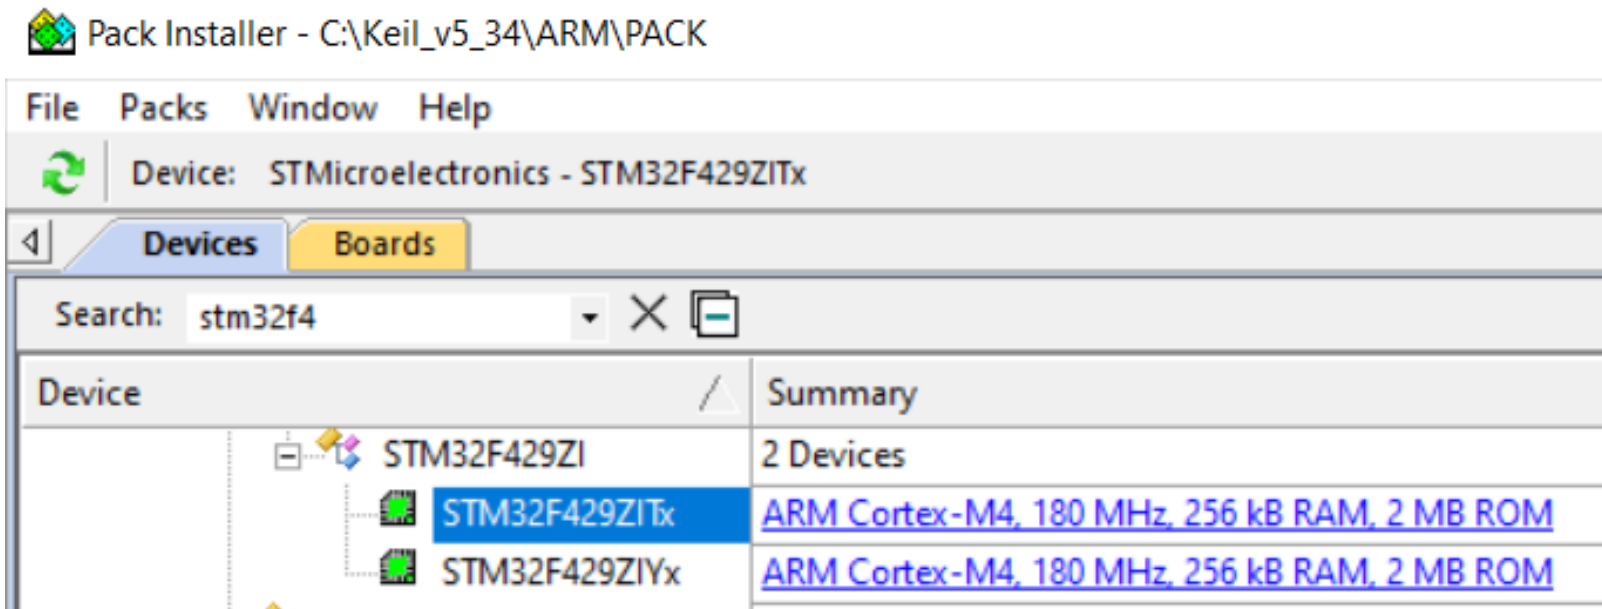 Pack Installer - C:\Keil_v5_34\ARM\PACK
File Packs Window Help
Device: STMicroelectronics - STM32F429ZITx
Devices Boards
Search: stm32f4
Device Summary
STM32F429ZI 2 Devices
STM32F429ZITx ARM Cortex-M4, 180 MHz, 256 kB RAM, 2 MB ROM
STM32F429ZIYx ARM Cortex-M4, 180 MHz, 256 kB RAM, 2 MB ROM